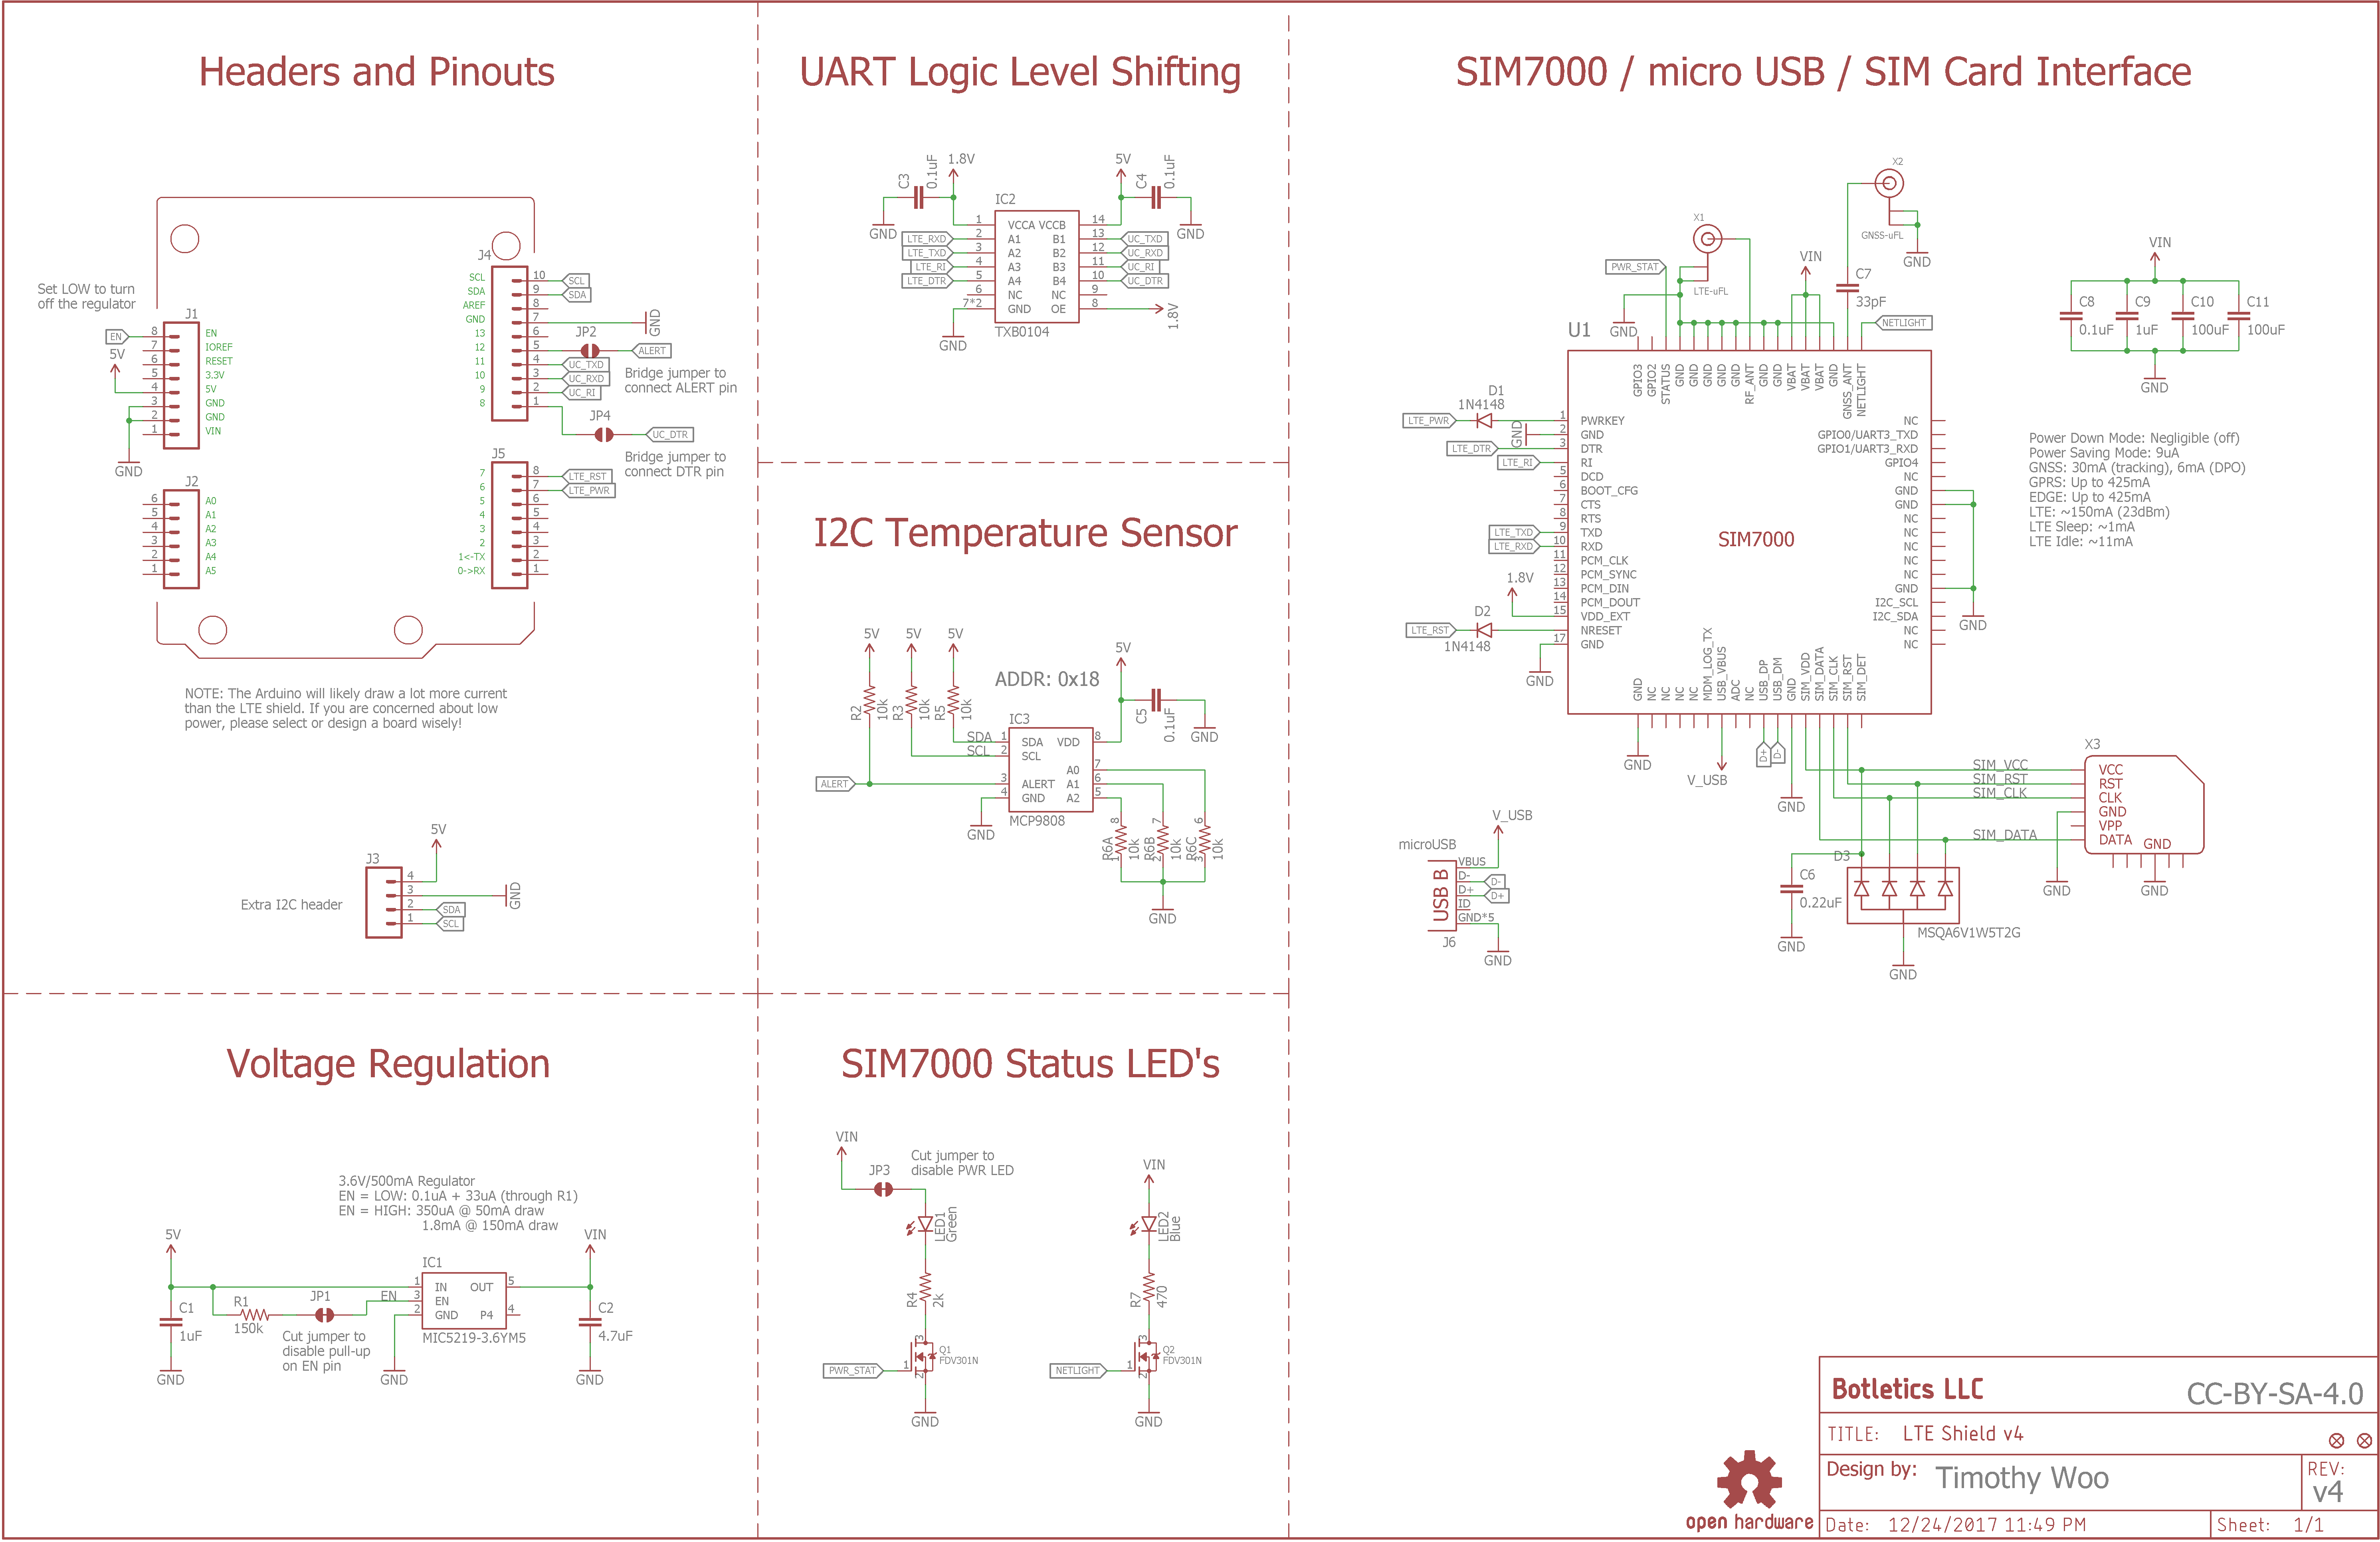 Headers and Pinouts
Set LOW to turn
off the regulator
J1
EN
5V
8 EN
7 IOREF
6 RESET
5 3.3V
4 5V
3 GND
2 GND
1 VIN
GND
J2
6 A0
5 A1
4 A2
3 A3
2 A4
1 A5
J4
SCL 10 SCL
SDA 9 SDA
AREF 8
GND 7 GND
13 6 JP2
12 5 ALERT
11 4 UC_TXD
10 3 UC_RXD
9 2 UC_RI
8 1
Bridge jumper to
connect ALERT pin
JP4
UC_DTR
Bridge jumper to
connect DTR pin
J5
7 8 LTE_RST
6 7 LTE_PWR
5 6
4 5
3 4
2 3
1<-TX 2
0->RX 1
NOTE: The Arduino will likely draw a lot more current
than the LTE shield. If you are concerned about low
power, please select or design a board wisely!
J3
5V
4
3 GND
2 SDA
1 SCL
Extra I2C header
UART Logic Level Shifting
C3
0.1uF
1.8V
GND
5V
C4
0.1uF
GND
IC2
1 VCCA VCCB 14
LTE_RXD 2 A1 B1 13 UC_TXD
LTE_TXD 3 A2 B2 12 UC_RXD
LTE_RI 4 A3 B3 11 UC_RI
LTE_DTR 5 A4 B4 10 UC_DTR
6 NC NC 9
7*2 GND OE 8
1.8V
TXB0104
GND
I2C Temperature Sensor
5V
5V
5V
R2
10k
R3
10k
R5
10k
ADDR: 0x18
5V
C5
0.1uF
GND
IC3
SDA 1 SDA VDD 8
SCL 2 SCL
A0 7
ALERT 3 ALERT A1 6
4 GND A2 5
GND
MCP9808
R6A
10k
8
1
R6B
10k
7
2
R6C
10k
6
3
GND
SIM7000 / micro USB / SIM Card Interface
X1
LTE-uFL
PWR_STAT
GND
X2
GNSS-uFL
GND
VIN
C7
33pF
NETLIGHT
VIN
C8
0.1uF
C9
1uF
C10
100uF
C11
100uF
GND
U1
GPIO3
GPIO2
STATUS
GND
GND
GND
GND
GND
RF_ANT
GND
GND
VBAT
VBAT
VBAT
GND
GNSS_ANT
NETLIGHT
D1
1N4148
LTE_PWR
GND
LTE_DTR
LTE_RI
1 PWRKEY
2 GND
3 DTR
RI
5 DCD
6 BOOT_CFG
7 CTS
8 RTS
LTE_TXD 9 TXD
LTE_RXD 10 RXD
11 PCM_CLK
12 PCM_SYNC
13 PCM_DIN
14 PCM_DOUT
1.8V
15 VDD_EXT
D2
LTE_RST
NRESET
1N4148
17 GND
GND
SIM7000
NC
GPIO0/UART3_TXD
GPIO1/UART3_RXD
GPIO4
NC
GND
GND
NC
NC
NC
NC
NC
GND
I2C_SCL
I2C_SDA
NC
NC
GND
GND
NC
NC
NC
NC
MDM_LOG_TX
USB_VBUS
ADC
NC
USB_DP
USB_DM
GND
SIM_VDD
SIM_DATA
SIM_CLK
SIM_RST
SIM_DET
GND
V_USB
D+
D-
GND
Power Down Mode: Negligible (off)
Power Saving Mode: 9uA
GNSS: 30mA (tracking), 6mA (DPO)
GPRS: Up to 425mA
EDGE: Up to 425mA
LTE: ~150mA (23dBm)
LTE Sleep: ~1mA
LTE Idle: ~11mA
X3
SIM_VCC VCC
SIM_RST RST
SIM_CLK CLK
GND
VPP
SIM_DATA DATA
GND
GND
GND
D3
C6
0.22uF
GND
MSQA6V1W5T2G
GND
microUSB
V_USB
USB B
VBUS
D- D-
D+ D+
ID
GND*5
J6
GND
Voltage Regulation
3.6V/500mA Regulator
EN = LOW: 0.1uA + 33uA (through R1)
EN = HIGH: 350uA @ 50mA draw
1.8mA @ 150mA draw
5V
C1
1uF
GND
R1
150k
JP1
Cut jumper to
disable pull-up
on EN pin
EN
IC1
1 IN OUT 5
3 EN
2 GND P4 4
MIC5219-3.6YM5
GND
VIN
C2
4.7uF
GND
SIM7000 Status LED's
VIN
JP3
Cut jumper to
disable PWR LED
LED1
Green
R4
2k
PWR_STAT
1
3
2
Q1
FDV301N
GND
VIN
LED2
Blue
R7
470
NETLIGHT
1
3
2
Q2
FDV301N
GND
open hardware
Botletics LLC
CC-BY-SA-4.0
TITLE: LTE Shield v4
Design by: Timothy Woo
REV:
v4
Date: 12/24/2017 11:49 PM
Sheet: 1/1